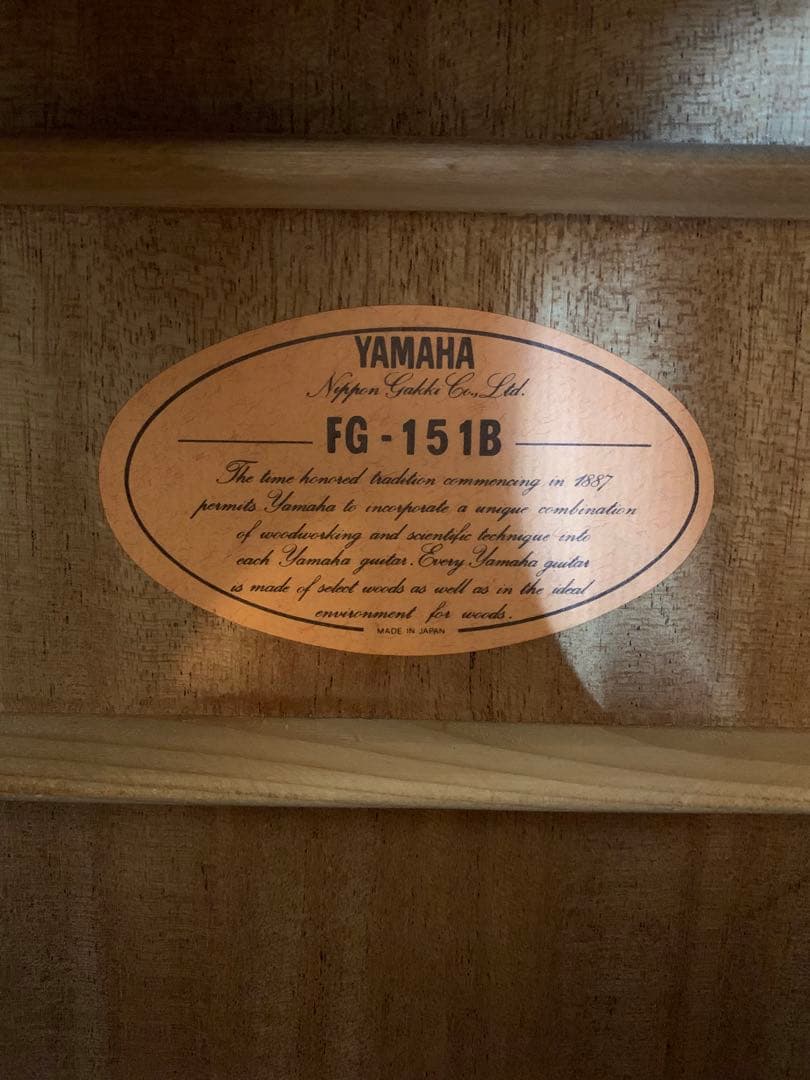 YAMAHA
Nippon Gakki Co., Ltd.
FG-151B
The time honored tradition commencing in 1887
permits Yamaha to incorporate a unique combination
of woodworking and scientific technique into
each Yamaha guitar. Every Yamaha guitar
is made of select woods as well as in the ideal
environment for woods.
MADE IN JAPAN